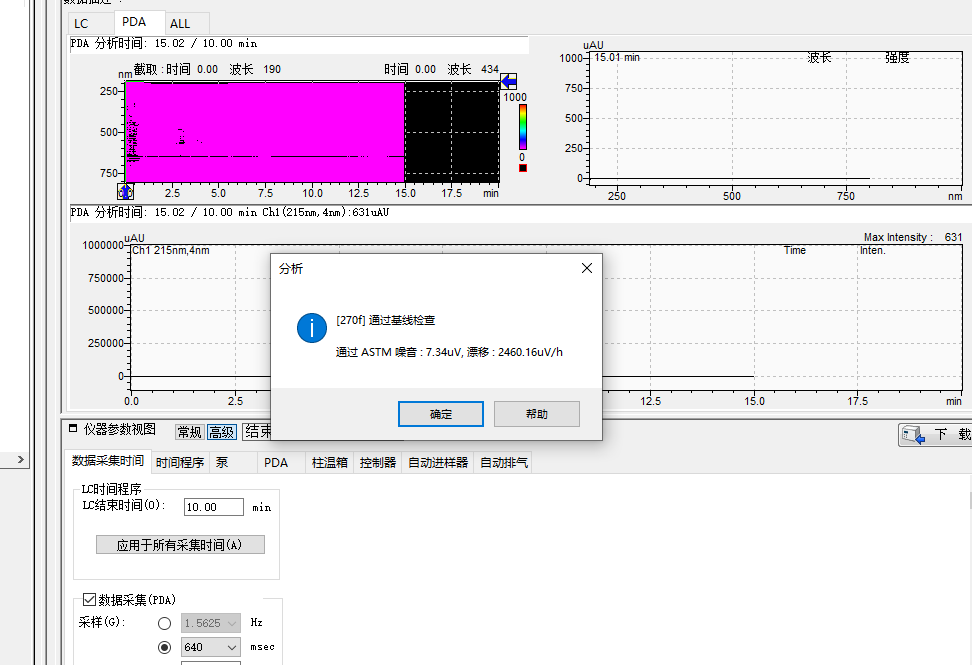 数据描述 :
LC PDA ALL
PDA 分析时间: 15.02 / 10.00 min
截取 : 时间 0.00 波长 190 时间 0.00 波长 434
nm
250
500
750
0.0 2.5 5.0 7.5 10.0 12.5 15.0 17.5 min
1000
0
uAU
15.01 min 波长 强度
1000
750
500
250
0
250 500 750 nm
PDA 分析时间: 15.02 / 10.00 min Ch1(215nm,4nm):631uAU
uAU
Max Intensity : 631
Ch1 215nm,4nm
Time Inten.
1000000
750000
500000
250000
0
0.0 2.5 12.5 15.0 17.5 min
分析
[270f] 通过基线检查
通过 ASTM 噪音 : 7.34uV, 漂移 : 2460.16uV/h
确定 帮助
仪器参数视图 常规 高级 结束 下 载
数据采集时间 时间程序 泵 PDA 柱温箱 控制器 自动进样器 自动排气
LC时间程序
LC结束时间(O): 10.00 min
应用于所有采集时间(A)
数据采集(PDA)
采样(G): 1.5625 Hz
640 msec